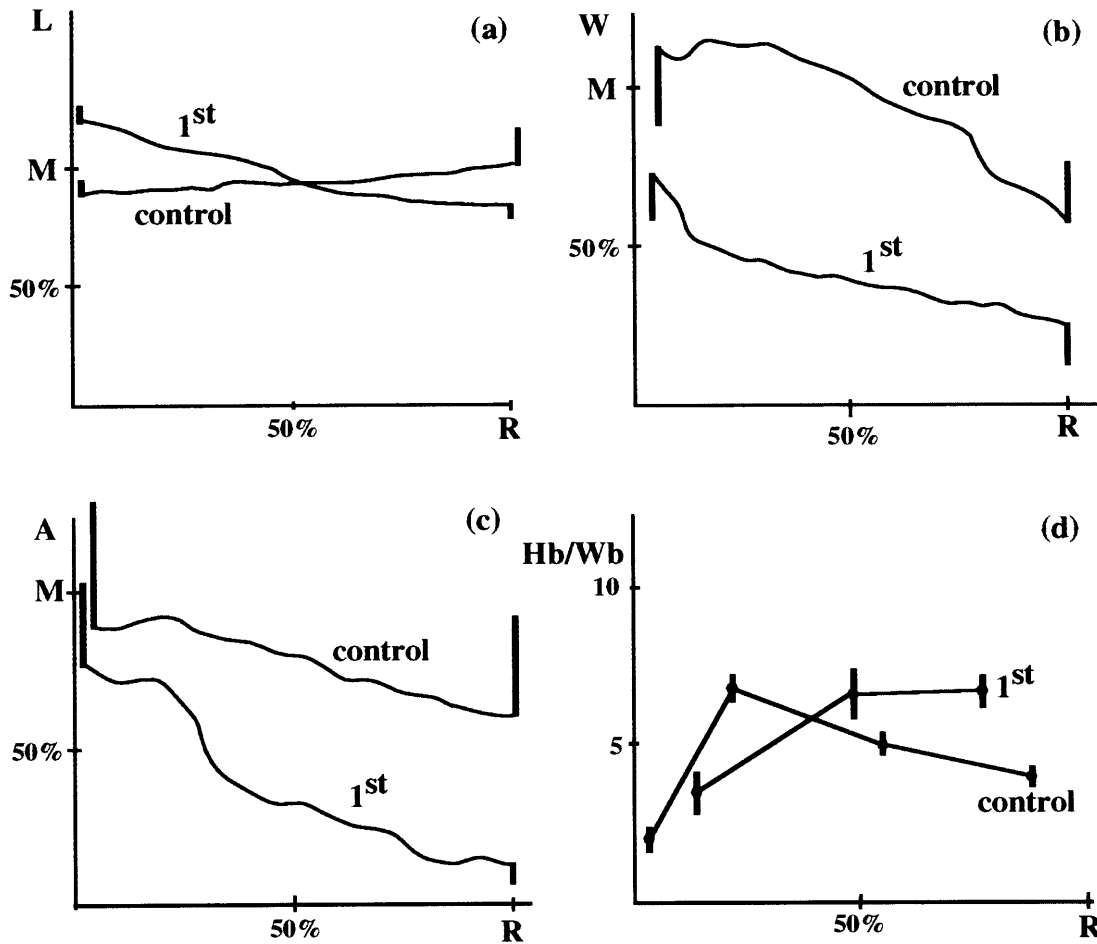 L
(a)
1st
M
control
50%
50%
R
W
(b)
M
control
50%
1st
50%
R
A
(c)
M
control
50%
1st
50%
R
Hb/Wb
(d)
10
1st
5
control
50%
R